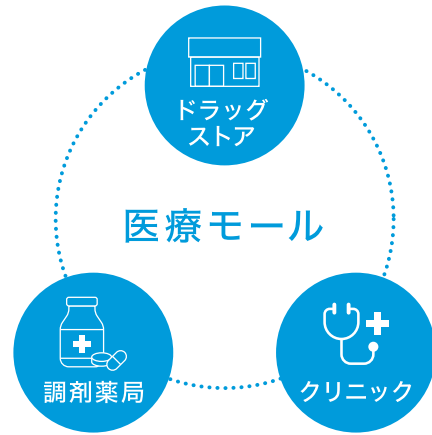 ドラッグ
ストア
医療モール
調剤薬局
クリニック